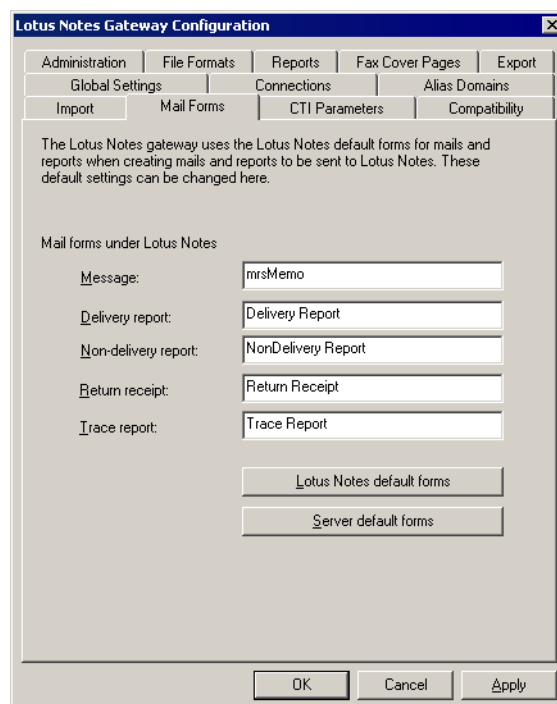 Lotus Notes Gateway Configuration
Administration File Formats Reports Fax Cover Pages Export
Global Settings Connections Alias Domains
Import Mail Forms CTI Parameters Compatibility
The Lotus Notes gateway uses the Lotus Notes default forms for mails and
reports when creating mails and reports to be sent to Lotus Notes. These
default settings can be changed here.
Mail forms under Lotus Notes
Message: mrsMemo
Delivery report: Delivery Report
Non-delivery report: NonDelivery Report
Return receipt: Return Receipt
Trace report: Trace Report
Lotus Notes default forms
Server default forms
OK Cancel Apply